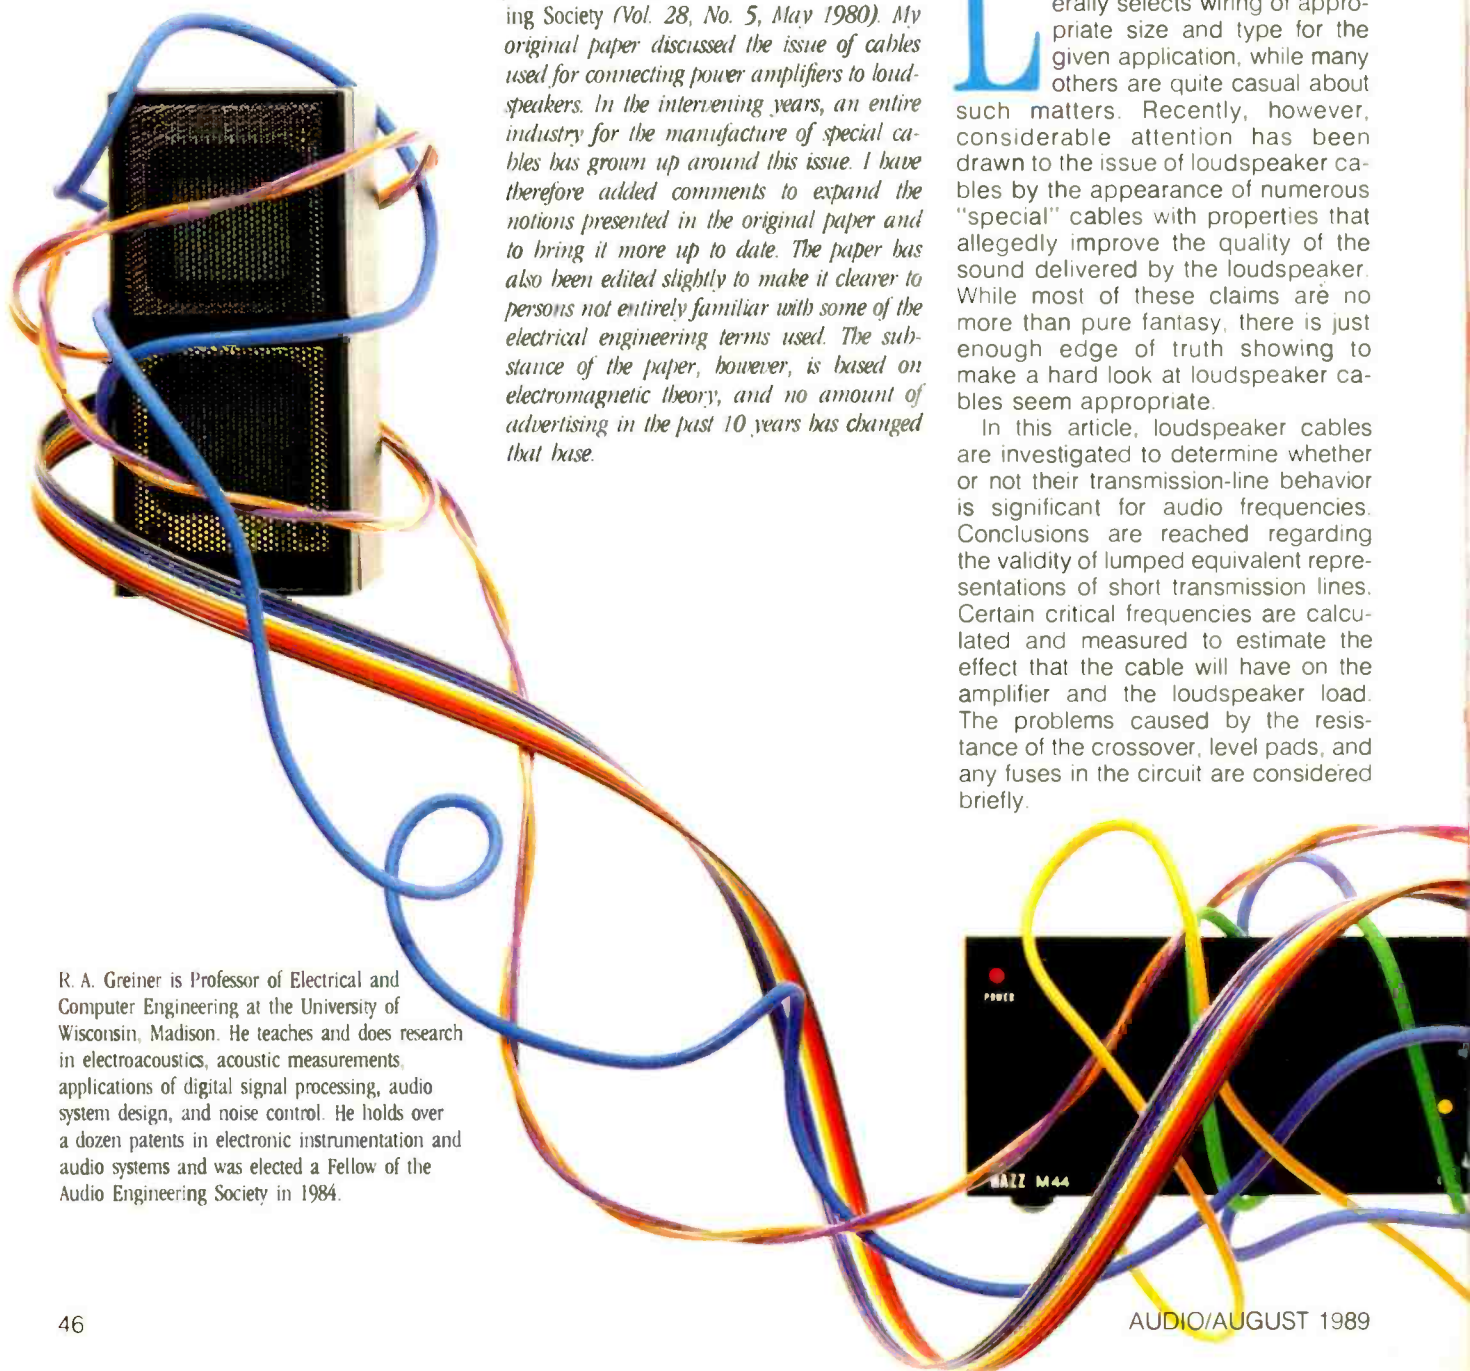 ing Society (Vol. 28, No. 5, May 1980). My
original paper discussed the issue of cables
used for connecting power amplifiers to loud-
speakers. In the intervening years, an entire
industry for the manufacture of special ca-
bles has grown up around this issue. I have
therefore added comments to expand the
notions presented in the original paper and
to bring it more up to date. The paper has
also been edited slightly to make it clearer to
persons not entirely familiar with some of the
electrical engineering terms used. The sub-
stance of the paper, however, is based on
electromagnetic theory, and no amount of
advertising in the past 10 years has changed
that base.
L
erally selects wiring of appro-
priate size and type for the
given application, while many
others are quite casual about
such matters. Recently, however,
considerable attention has been
drawn to the issue of loudspeaker ca-
bles by the appearance of numerous
"special" cables with properties that
allegedly improve the quality of the
sound delivered by the loudspeaker.
While most of these claims are no
more than pure fantasy, there is just
enough edge of truth showing to
make a hard look at loudspeaker ca-
bles seem appropriate.
In this article, loudspeaker cables
are investigated to determine whether
or not their transmission-line behavior
is significant for audio frequencies.
Conclusions are reached regarding
the validity of lumped equivalent repre-
sentations of short transmission lines.
Certain critical frequencies are calcu-
lated and measured to estimate the
effect that the cable will have on the
amplifier and the loudspeaker load.
The problems caused by the resis-
tance of the crossover, level pads, and
any fuses in the circuit are considered
briefly.
R. A. Greiner is Professor of Electrical and
Computer Engineering at the University of
Wisconsin, Madison. He teaches and does research
in electroacoustics, acoustic measurements,
applications of digital signal processing, audio
system design, and noise control. He holds over
a dozen patents in electronic instrumentation and
audio systems and was elected a Fellow of the
Audio Engineering Society in 1984.
POWER
M44
46
AUDIO/AUGUST 1989